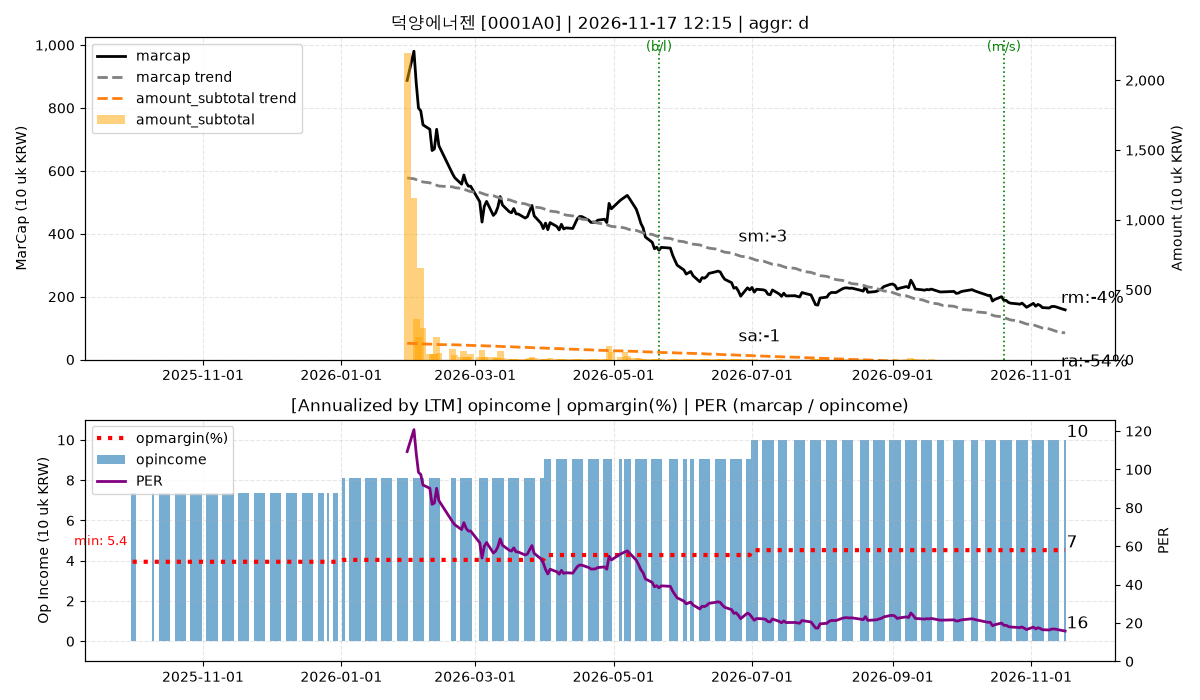 덕양에너젠 [0001A0] | 2026-11-17 12:15 | aggr: d
(b/l)
(m/s)
marcap
marcap trend
amount_subtotal trend
amount_subtotal
MarCap (10 uk KRW)
1,000
800
600
400
200
0
2,000
1,500
1,000
500
0
Amount (10 uk KRW)
sm:-3
sa:-1
rm:-4%
ra:-54%
2025-11-01
2026-01-01
2026-03-01
2026-05-01
2026-07-01
2026-09-01
2026-11-01
[Annualized by LTM] opincome | opmargin(%) | PER (marcap / opincome)
opmargin(%)
opincome
PER
Op Income (10 uk KRW)
10
8
6
4
2
0
min: 5.4
10
7
16
120
100
80
60
40
20
0
PER
2025-11-01
2026-01-01
2026-03-01
2026-05-01
2026-07-01
2026-09-01
2026-11-01